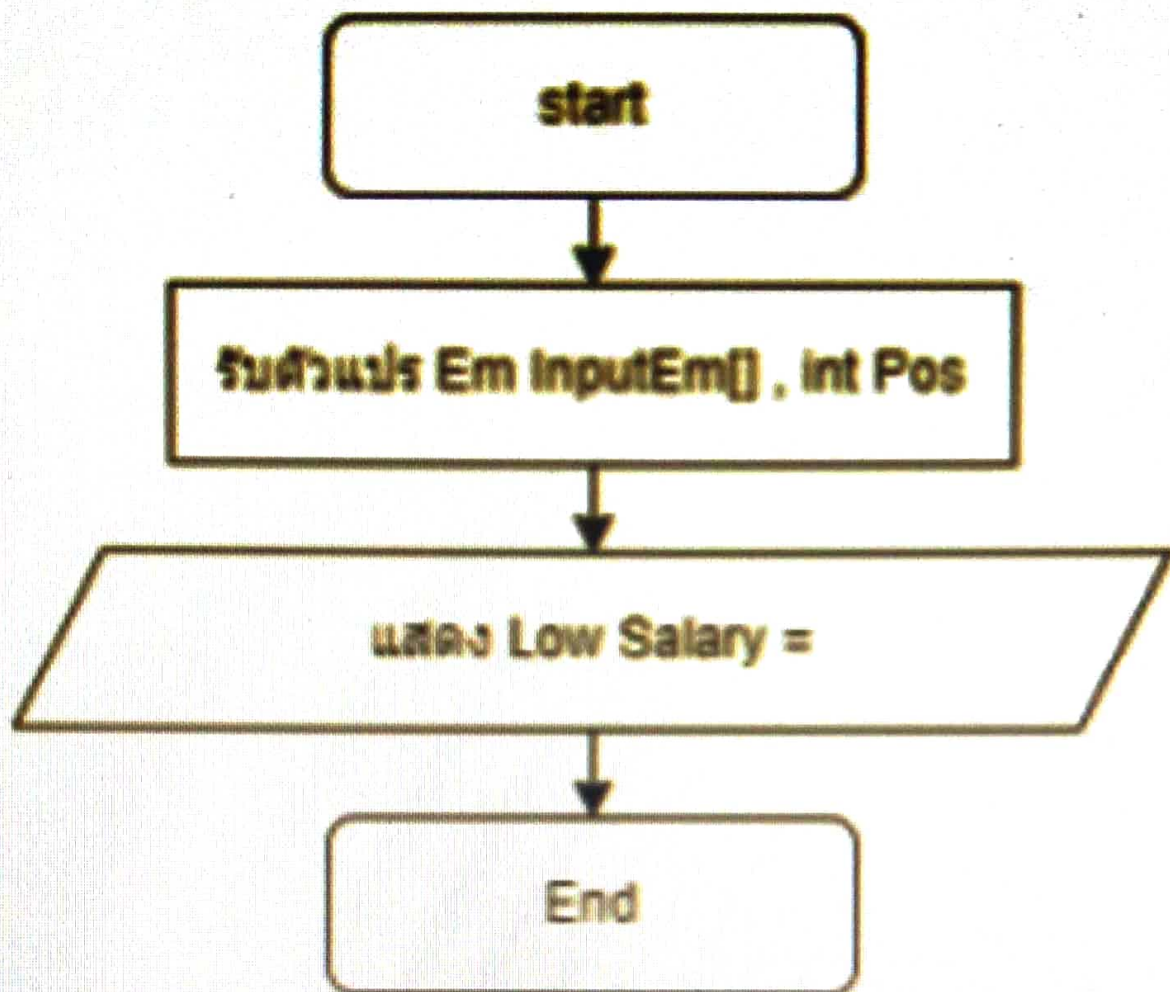 start
รับตัวแปร Em InputEm[] , int Pos
แสดง Low Salary =
End